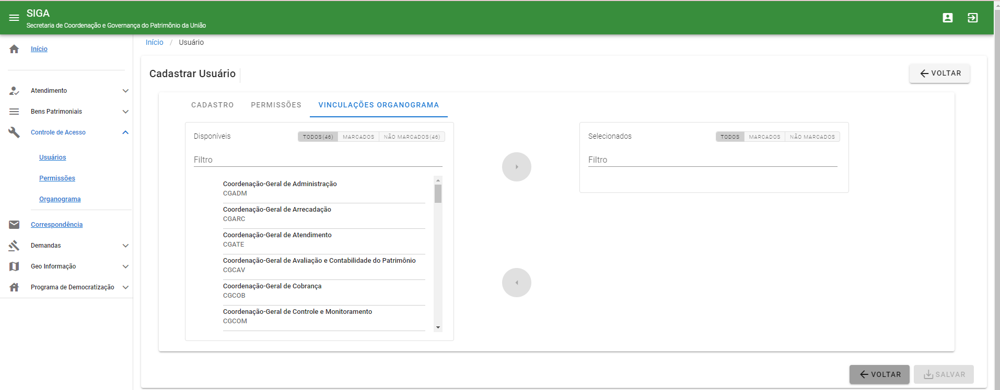 SIGA
Secretaria de Coordenação e Governança do Patrimônio da União
Início / Usuário
Início
Atendimento
Bens Patrimoniais
Controle de Acesso
Usuários
Permissões
Organograma
Correspondência
Demandas
Geo Informação
Programa de Democratização
Cadastrar Usuário
VOLTAR
CADASTRO PERMISSÕES VINCULAÇÕES ORGANOGRAMA
Disponíveis TODOS(46) MARCADOS NÃO MARCADOS(46)
Filtro
Coordenação-Geral de Administração
CGADM
Coordenação-Geral de Arrecadação
CGARC
Coordenação-Geral de Atendimento
CGATE
Coordenação-Geral de Avaliação e Contabilidade do Patrimônio
CGCAV
Coordenação-Geral de Cobrança
CGCOB
Coordenação-Geral de Controle e Monitoramento
CGCOM
Selecionados TODOS MARCADOS NÃO MARCADOS
Filtro
VOLTAR SALVAR